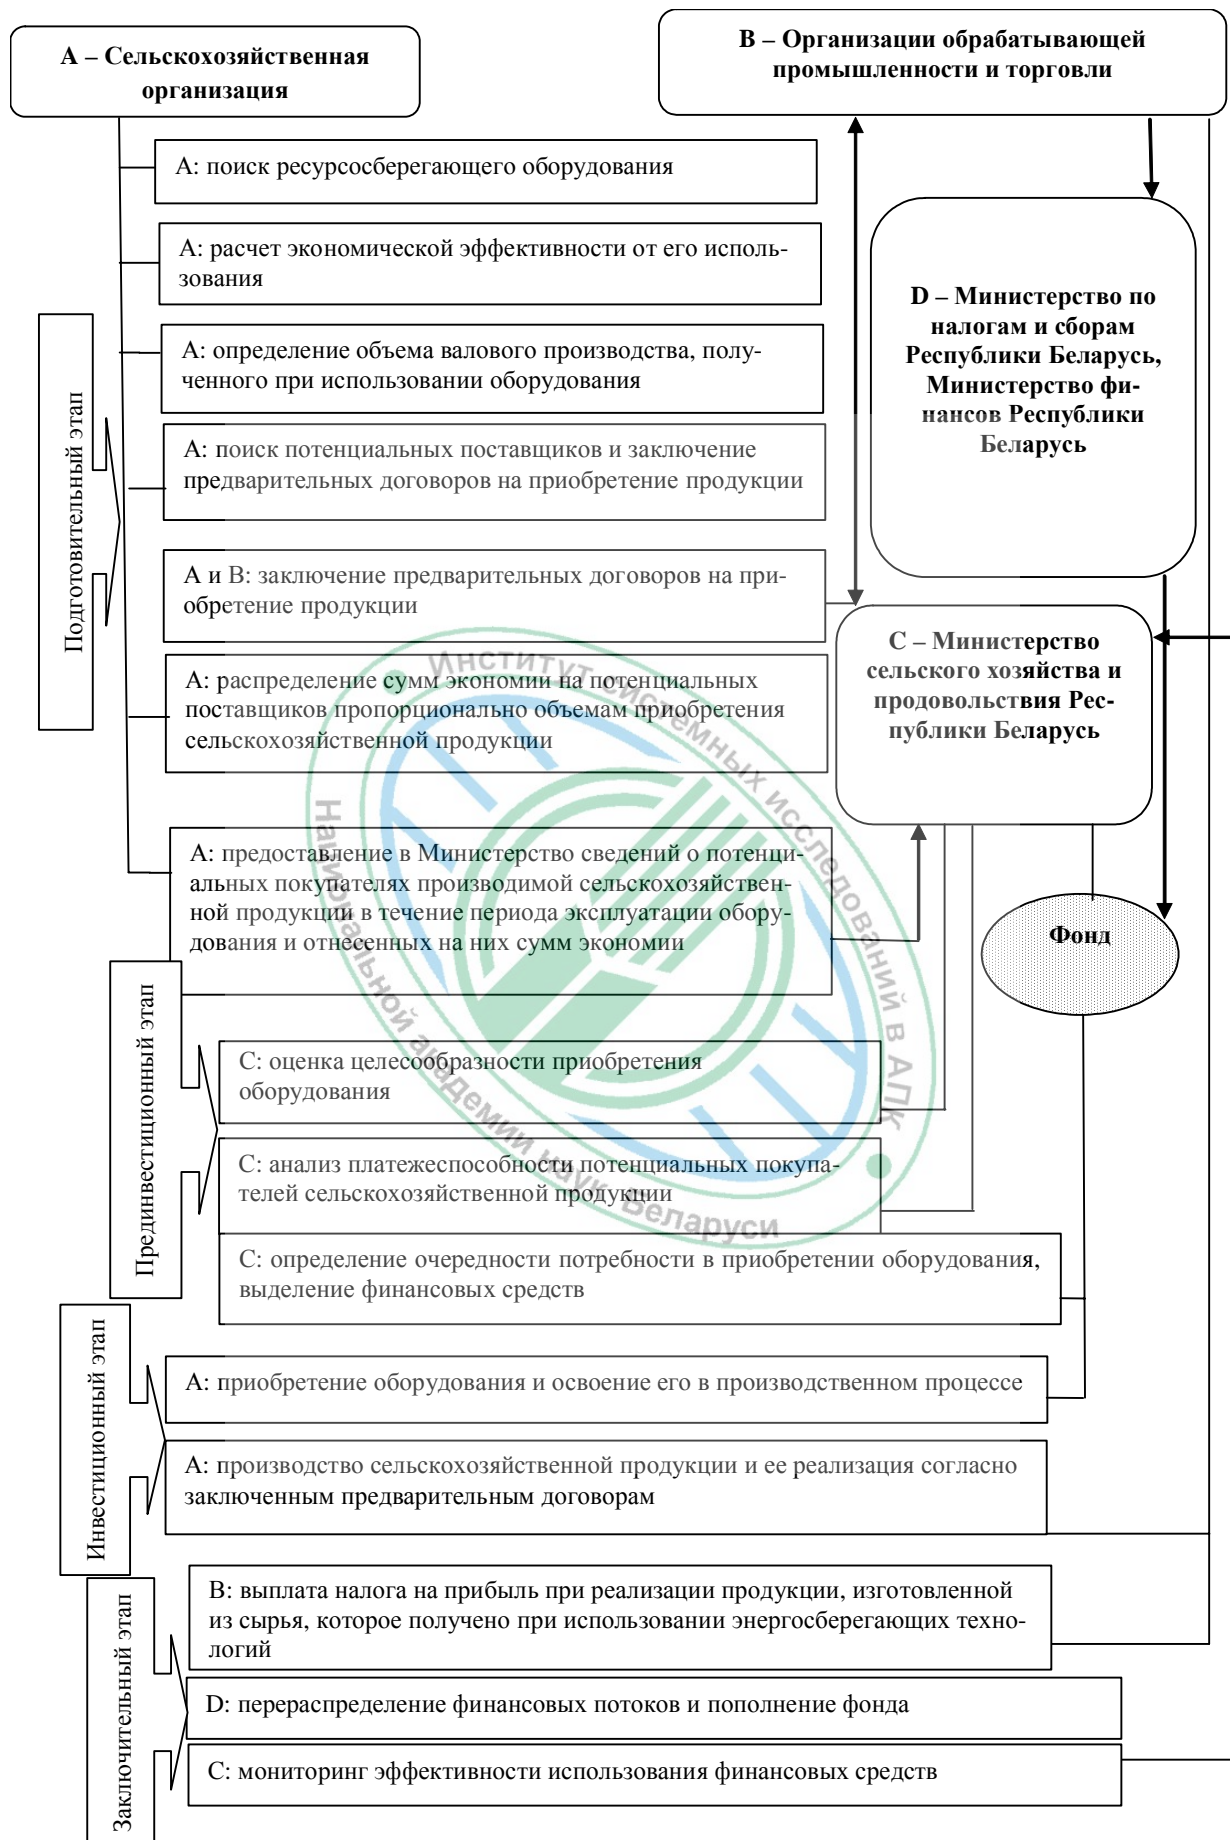 А – Сельскохозяйственная
организация
В – Организации обрабатывающей
промышленности и торговли
А: поиск ресурсосберегающего оборудования
А: расчет экономической эффективности от его исполь-
зования
D – Министерство по
налогам и сборам
Республики Беларусь,
Министерство фи-
нансов Республики
Беларусь
Подготовительный этап
А: определение объема валового производства, полу-
ченного при использовании оборудования
А: поиск потенциальных поставщиков и заключение
предварительных договоров на приобретение продукции
А и В: заключение предварительных договоров на при-
обретение продукции
С – Министерство
сельского хозяйства и
продовольствия Рес-
публики Беларусь
А: распределение сумм экономии на потенциальных
поставщиков пропорционально объемам приобретения
сельскохозяйственной продукции
А: предоставление в Министерство сведений о потенци-
альных покупателях производимой сельскохозяйствен-
ной продукции в течение периода эксплуатации обору-
дования и отнесенных на них сумм экономии
Фонд
Прединвестиционный этап
С: оценка целесообразности приобретения
оборудования
С: анализ платежеспособности потенциальных покупа-
телей сельскохозяйственной продукции
С: определение очередности потребности в приобретении оборудования,
выделение финансовых средств
Инвестиционный этап
А: приобретение оборудования и освоение его в производственном процессе
А: производство сельскохозяйственной продукции и ее реализация согласно
заключенным предварительным договорам
Заключительный этап
В: выплата налога на прибыль при реализации продукции, изготовленной
из сырья, которое получено при использовании энергосберегающих техно-
логий
D: перераспределение финансовых потоков и пополнение фонда
С: мониторинг эффективности использования финансовых средств
Институт системных исследований в АПК
Национальной академии наук Беларуси